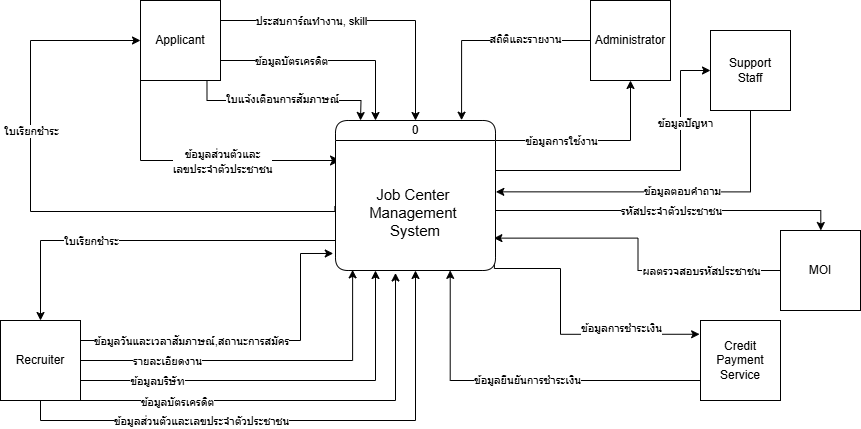 Applicant
ประสบการ์ณทำงาน, skill
สถิติและรายงาน
Administrator
ข้อมูลบัตรเครดิต
Support
Staff
ใบแจ้งเตือนการสัมภาษณ์
ใบเรียกชำระ
0
ข้อมูลปัญหา
ข้อมูลการใช้งาน
ข้อมูลส่วนตัวและ
เลขประจำตัวประชาชน
Job Center
Management
System
ข้อมูลตอบคำถาม
รหัสประจำตัวประชาชน
ใบเรียกชำระ
ผลตรวจสอบรหัสประชาชน
MOI
ข้อมูลการชำระเงิน
ข้อมูลวันและเวลาสัมภาษณ์,สถานะการสมัคร
Recruiter
รายละเอียดงาน
Credit
Payment
Service
ข้อมูลบริษัท
ข้อมูลยืนยันการชำระเงิน
ข้อมูลบัตรเครดิต
ข้อมูลส่วนตัวและเลขประจำตัวประชาชน